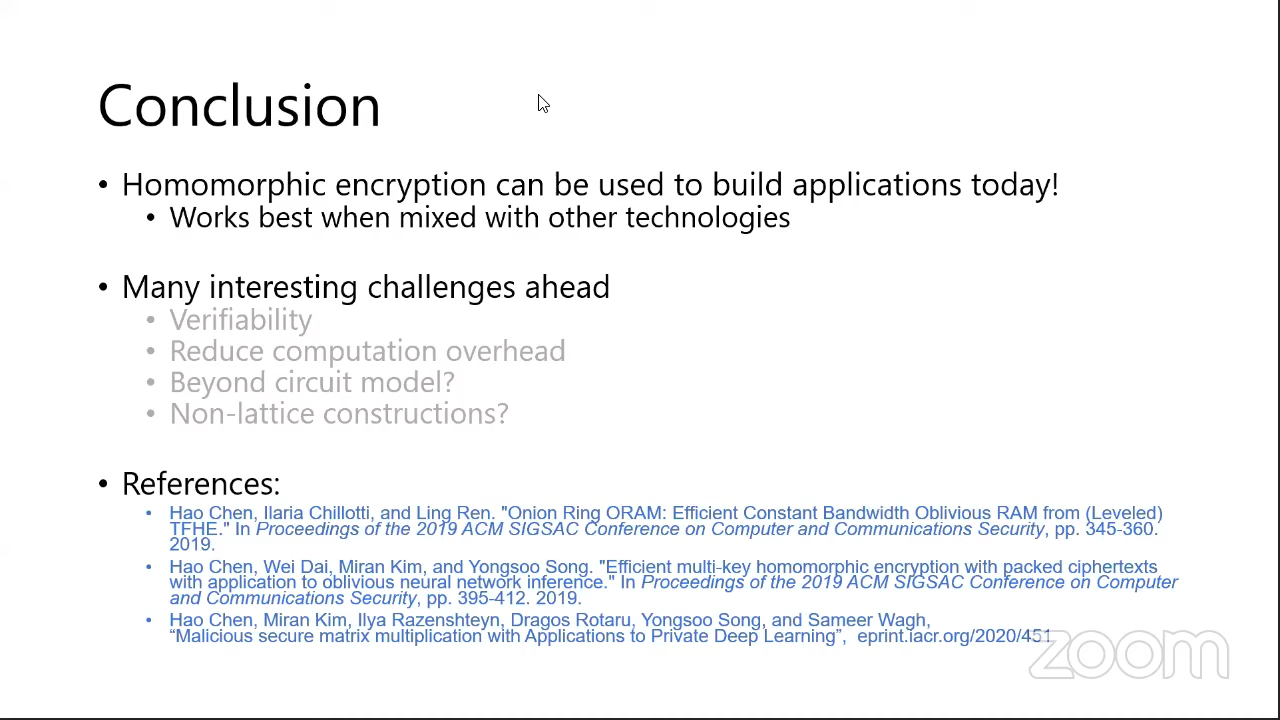 Conclusion
• Homomorphic encryption can be used to build applications today!
• Works best when mixed with other technologies
• Many interesting challenges ahead
• Verifiability
• Reduce computation overhead
• Beyond circuit model?
• Non-lattice constructions?
• References:
• Hao Chen, Ilaria Chillotti, and Ling Ren. "Onion Ring ORAM: Efficient Constant Bandwidth Oblivious RAM from (Leveled)
TFHE." In Proceedings of the 2019 ACM SIGSAC Conference on Computer and Communications Security, pp. 345-360.
2019.
• Hao Chen, Wei Dai, Miran Kim, and Yongsoo Song. "Efficient multi-key homomorphic encryption with packed ciphertexts
with application to oblivious neural network inference." In Proceedings of the 2019 ACM SIGSAC Conference on Computer
and Communications Security, pp. 395-412. 2019.
• Hao Chen, Miran Kim, Ilya Razenshteyn, Dragos Rotaru, Yongsoo Song, and Sameer Wagh,
“Malicious secure matrix multiplication with Applications to Private Deep Learning”, eprint.iacr.org/2020/451
zoom